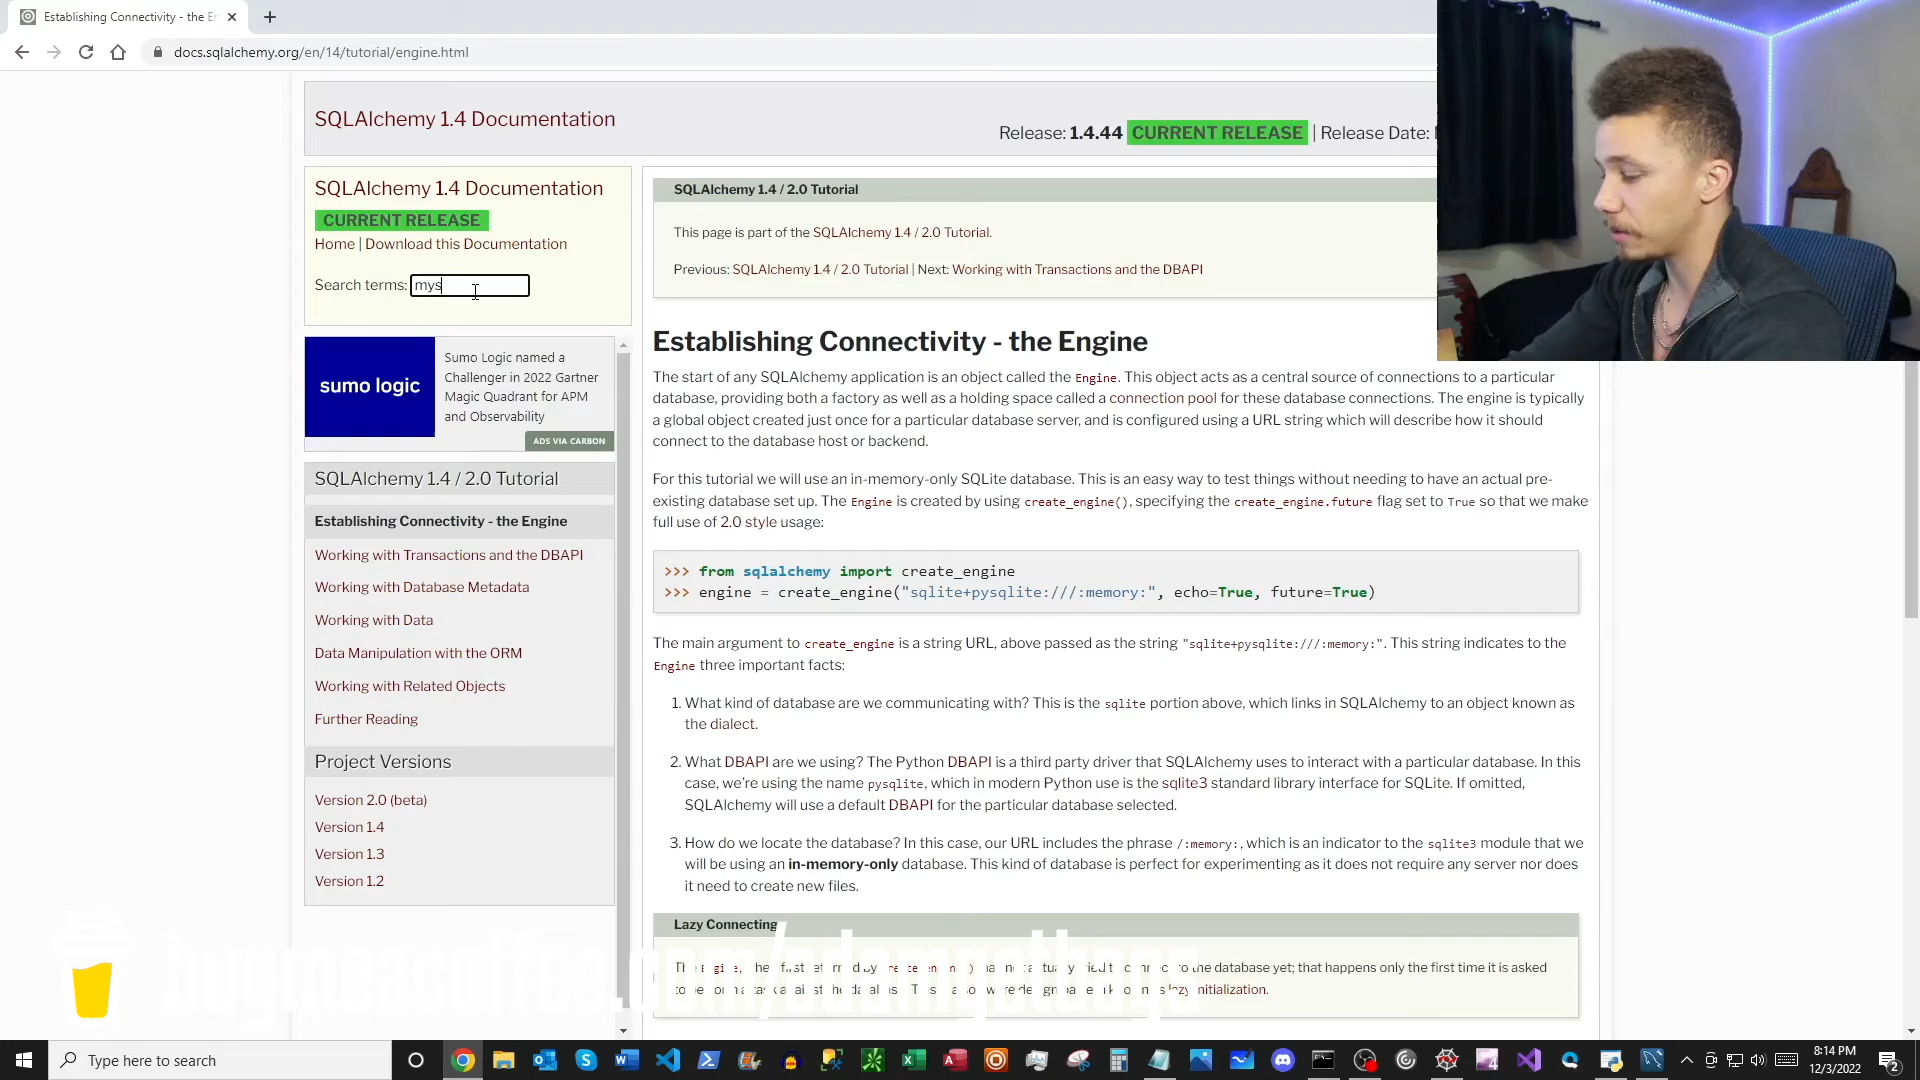 Establishing Connectivity - the En
docs.sqlalchemy.org/en/14/tutorial/engine.html
SQLAlchemy 1.4 Documentation
Release: 1.4.44 CURRENT RELEASE | Release Date:
SQLAlchemy 1.4 Documentation
CURRENT RELEASE
Home | Download this Documentation
Search terms: mys
sumo logic
Sumo Logic named a
Challenger in 2022 Gartner
Magic Quadrant for APM
and Observability
ADS VIA CARBON
SQLAlchemy 1.4 / 2.0 Tutorial
Establishing Connectivity - the Engine
Working with Transactions and the DBAPI
Working with Database Metadata
Working with Data
Data Manipulation with the ORM
Working with Related Objects
Further Reading
Project Versions
Version 2.0 (beta)
Version 1.4
Version 1.3
Version 1.2
SQLAlchemy 1.4 / 2.0 Tutorial
This page is part of the SQLAlchemy 1.4 / 2.0 Tutorial.
Previous: SQLAlchemy 1.4 / 2.0 Tutorial | Next: Working with Transactions and the DBAPI
Establishing Connectivity - the Engine
The start of any SQLAlchemy application is an object called the Engine. This object acts as a central source of connections to a particular
database, providing both a factory as well as a holding space called a connection pool for these database connections. The engine is typically
a global object created just once for a particular database server, and is configured using a URL string which will describe how it should
connect to the database host or backend.
For this tutorial we will use an in-memory-only SQLite database. This is an easy way to test things without needing to have an actual pre-
existing database set up. The Engine is created by using create_engine(), specifying the create_engine.future flag set to True so that we make
full use of 2.0 style usage:
>>> from sqlalchemy import create_engine
>>> engine = create_engine("sqlite+pysqlite:///:memory:", echo=True, future=True)
The main argument to create_engine is a string URL, above passed as the string "sqlite+pysqlite:///:memory:". This string indicates to the
Engine three important facts:
1. What kind of database are we communicating with? This is the sqlite portion above, which links in SQLAlchemy to an object known as
the dialect.
2. What DBAPI are we using? The Python DBAPI is a third party driver that SQLAlchemy uses to interact with a particular database. In this
case, we're using the name pysqlite, which in modern Python use is the sqlite3 standard library interface for SQLite. If omitted,
SQLAlchemy will use a default DBAPI for the particular database selected.
3. How do we locate the database? In this case, our URL includes the phrase /:memory:, which is an indicator to the sqlite3 module that we
will be using an in-memory-only database. This kind of database is perfect for experimenting as it does not require any server nor does
it need to create new files.
Lazy Connecting
The Engine, to the database yet; that happens only the first time it is asked
lazy initialization.
buymeacoffee.com/adamgetbags
Type here to search
8:14 PM
12/3/2022
2